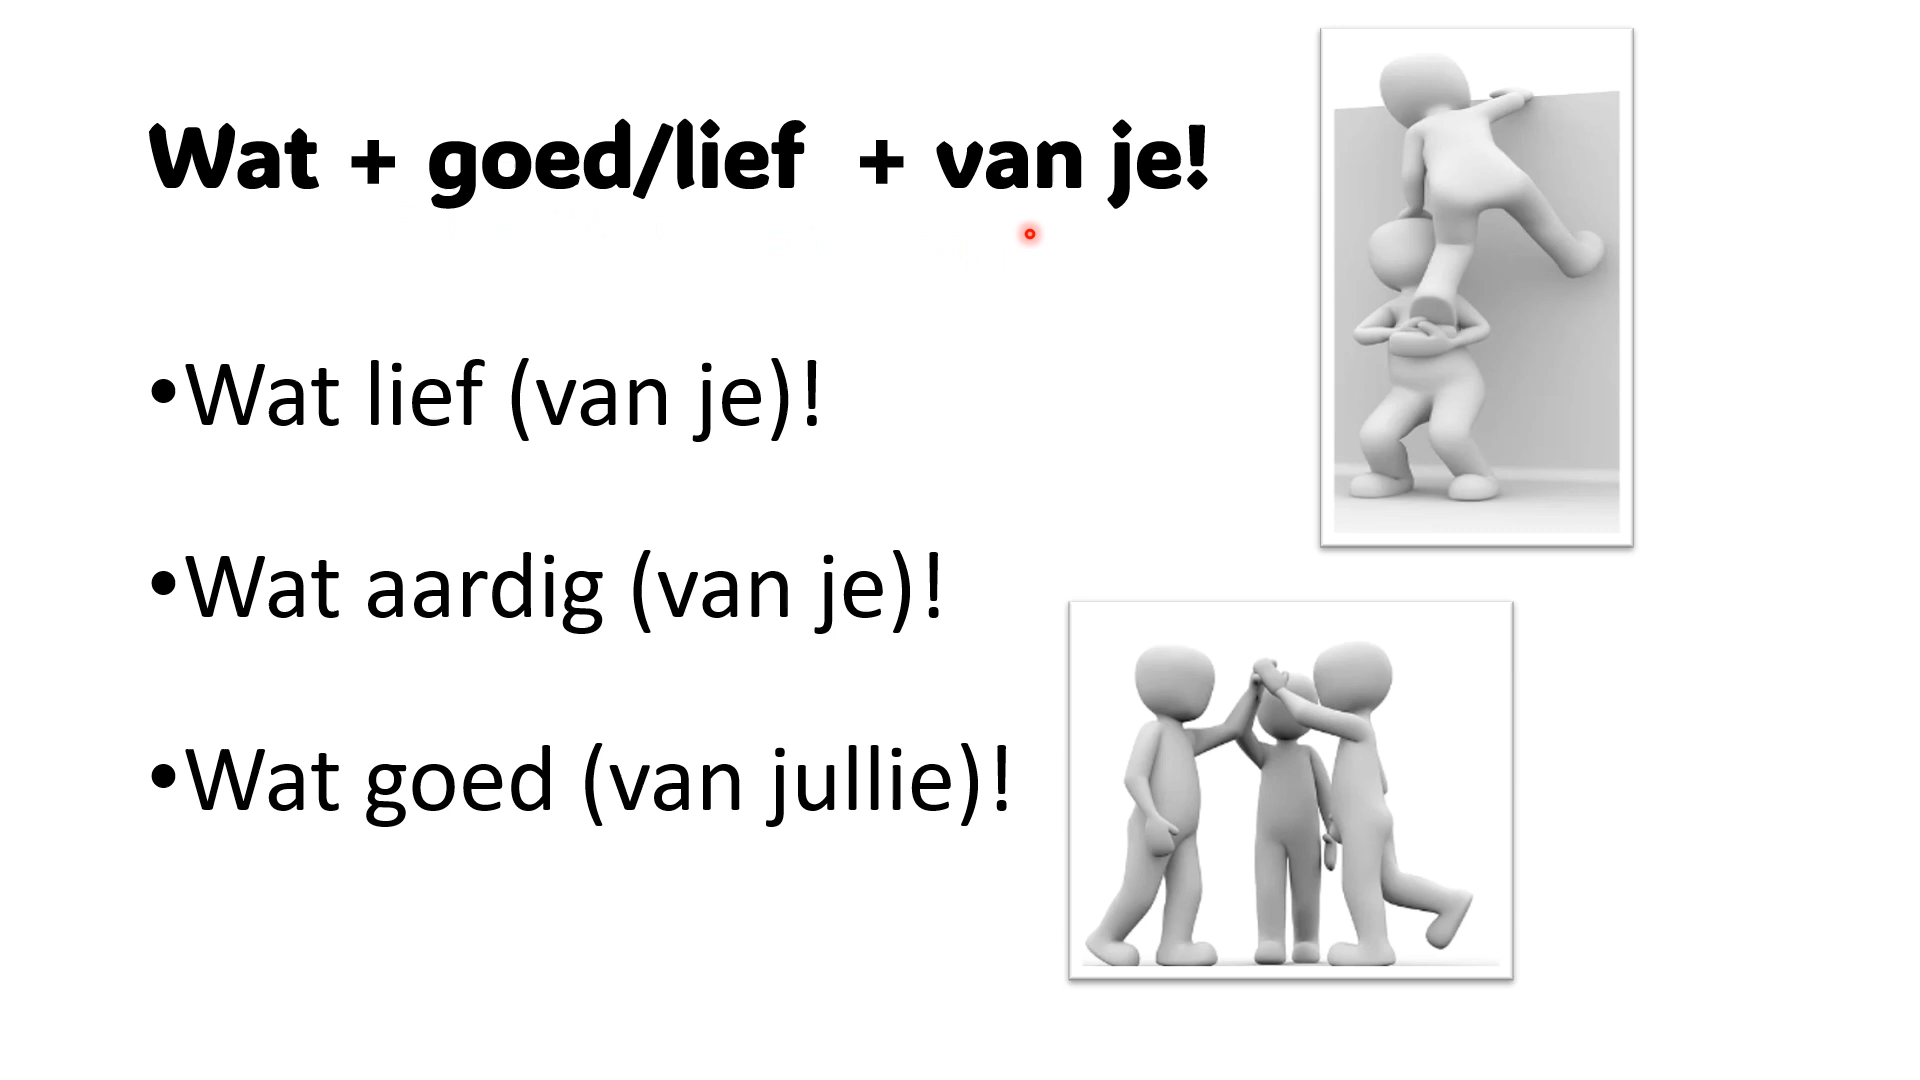 Wat + goed/lief + van je!
•Wat lief (van je)!
•Wat aardig (van je)!
•Wat goed (van jullie)!